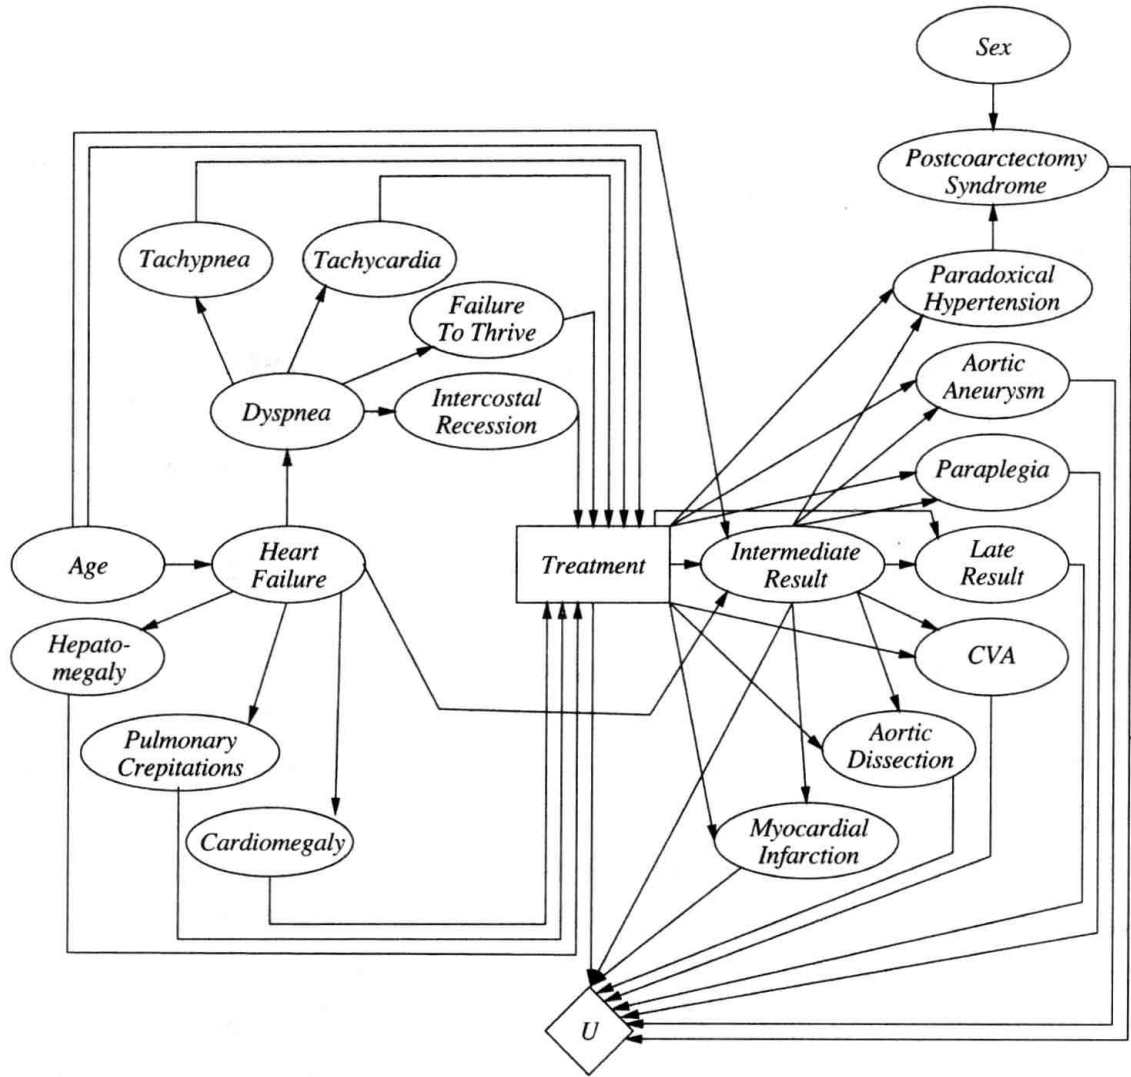 Sex
Postcoarctectomy
Syndrome
Tachypnea
Tachycardia
Paradoxical
Hypertension
Failure
To Thrive
Aortic
Aneurysm
Dyspnea
Intercostal
Recession
Paraplegia
Age
Heart
Failure
Treatment
Intermediate
Result
Late
Result
Hepato-
megaly
CVA
Pulmonary
Crepitations
Aortic
Dissection
Cardiomegaly
Myocardial
Infarction
U